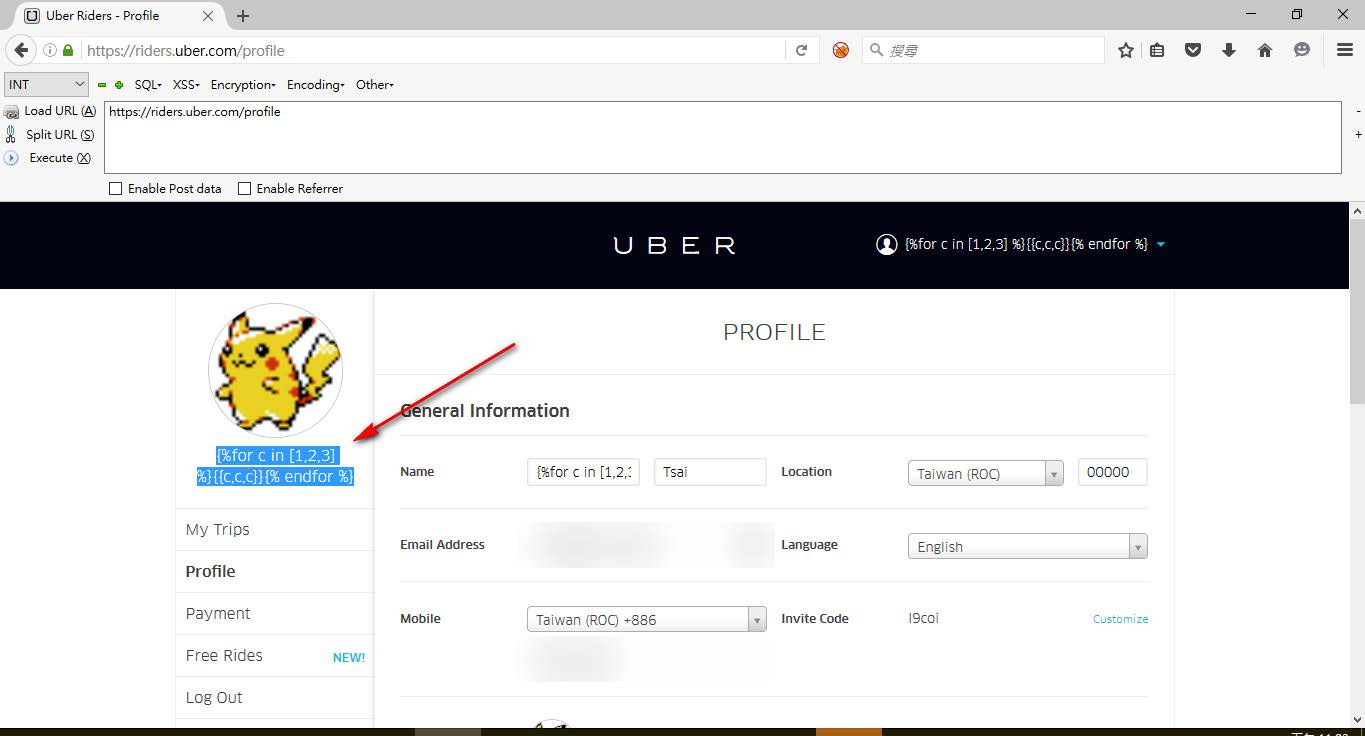 Uber Riders - Profile
https://riders.uber.com/profile
搜尋
INT
SQL
XSS
Encryption
Encoding
Other
Load URL (A)
https://riders.uber.com/profile
Split URL (S)
Execute (X)
Enable Post data
Enable Referrer
UBER
{%for c in [1,2,3] %}{{c,c,c}}{% endfor %}
PROFILE
General Information
{%for c in [1,2,3]
%}{{c,c,c}}{% endfor %}
Name
{%for c in [1,2,3
Tsai
Location
Taiwan (ROC)
00000
Email Address
Language
English
Mobile
Taiwan (ROC) +886
Invite Code
l9coi
Customize
My Trips
Profile
Payment
Free Rides
NEW!
Log Out